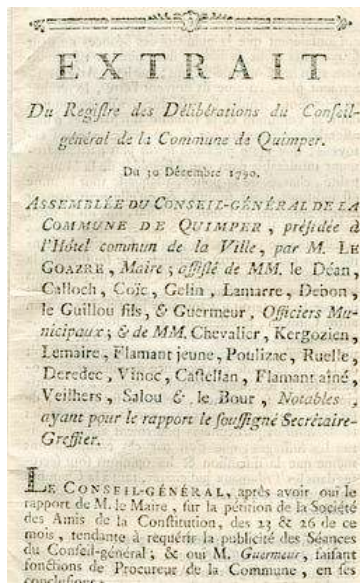 EXTRAIT
Du Regiſtre des Délibérations du Conſeil-
général de la Commune de Quimper.
Du 30 Décembre 1790.
ASSEMBLÉE DU CONSEIL-GÉNÉRAL DE LA
COMMUNE DE QUIMPER, préſidée à
l'Hôtel commun de la Ville, par M. LE
GOAZRE, Maire; aſſiſté de MM. le Déan,
Calloch, Coïc, Gelin, Lamarre, Debon,
le Guillou fils, & Guermeur, Officiers Mu-
nicipaux; & de MM. Chevalier, Kergozien,
Lemaire, Flamant jeune, Poulizac, Ruelle,
Deredec, Vinoc, Caſtellan, Flamant aîné,
Veilhers, Salou & le Bour, Notables,
ayant pour le rapport le ſouſſigné Secrétaire-
Greffier.
LE CONSEIL-GÉNÉRAL, après avoir oui le
rapport de M. le Maire, ſur la pétition de la Société
des Amis de la Conſtitution, des 23 & 26 de ce
mois, tendante à requérir la publicité des Séances
du Conſeil-général; & oui M. Guermeur, faiſant
fonctions de Procureur de la Commune, en ſes
concluſions: